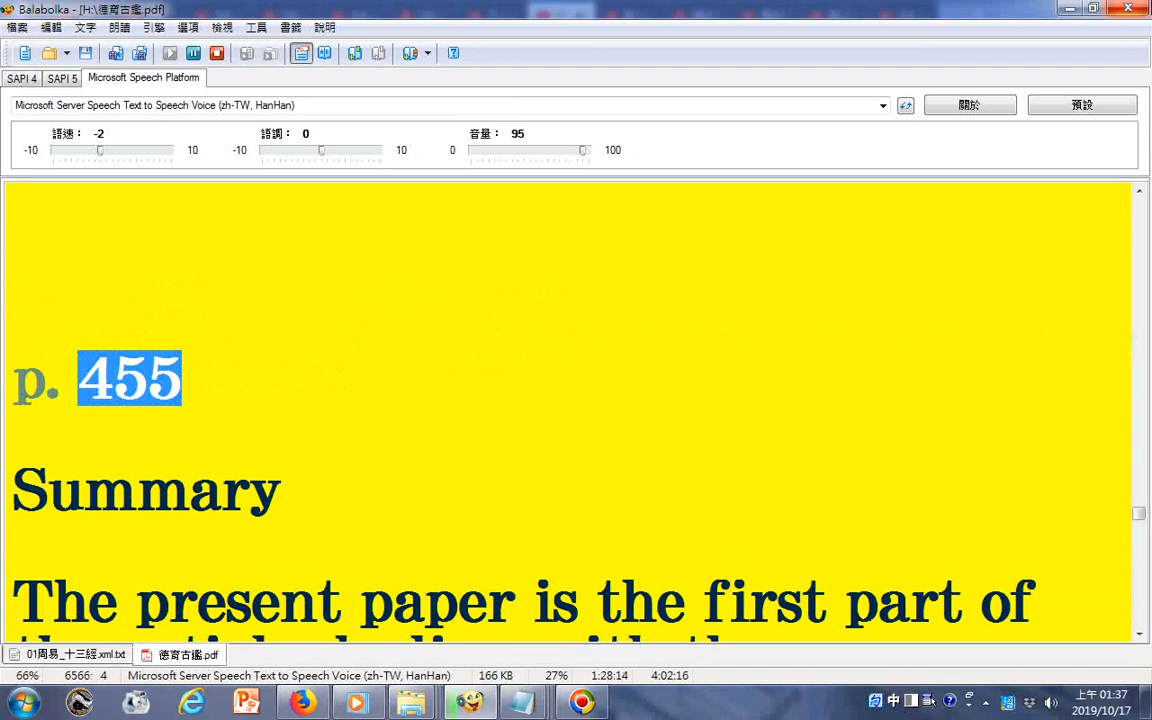 Balabolka - [H:\德育古鑑.pdf]
檔案 編輯 文字 朗讀 引擎 選項 檢視 工具 書籤 說明
SAPI 4 SAPI 5 Microsoft Speech Platform
Microsoft Server Speech Text to Speech Voice (zh-TW, HanHan) 關於 預設
語速： -2 語調： 0 音量： 95
-10 10 -10 10 0 100
p. 455
Summary
The present paper is the first part of
01周易_十三經.xml.txt 德育古鑑.pdf
66% 6566: 4 Microsoft Server Speech Text to Speech Voice (zh-TW, HanHan) 166 KB 27% 1:28:14 4:02:16
中 上午 01:37
2019/10/17